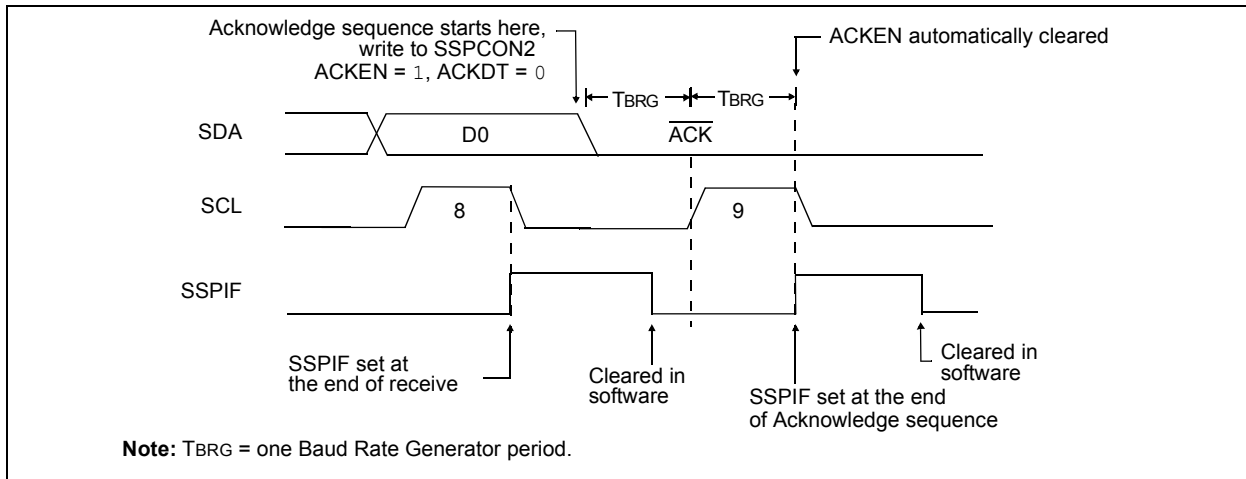 Acknowledge sequence starts here,
write to SSPCON2
ACKEN = 1, ACKDT = 0
ACKEN automatically cleared
TBRG
TBRG
SDA
D0
ACK
SCL
8
9
SSPIF
SSPIF set at
the end of receive
Cleared in
software
SSPIF set at the end
of Acknowledge sequence
Cleared in
software
Note: TBRG = one Baud Rate Generator period.